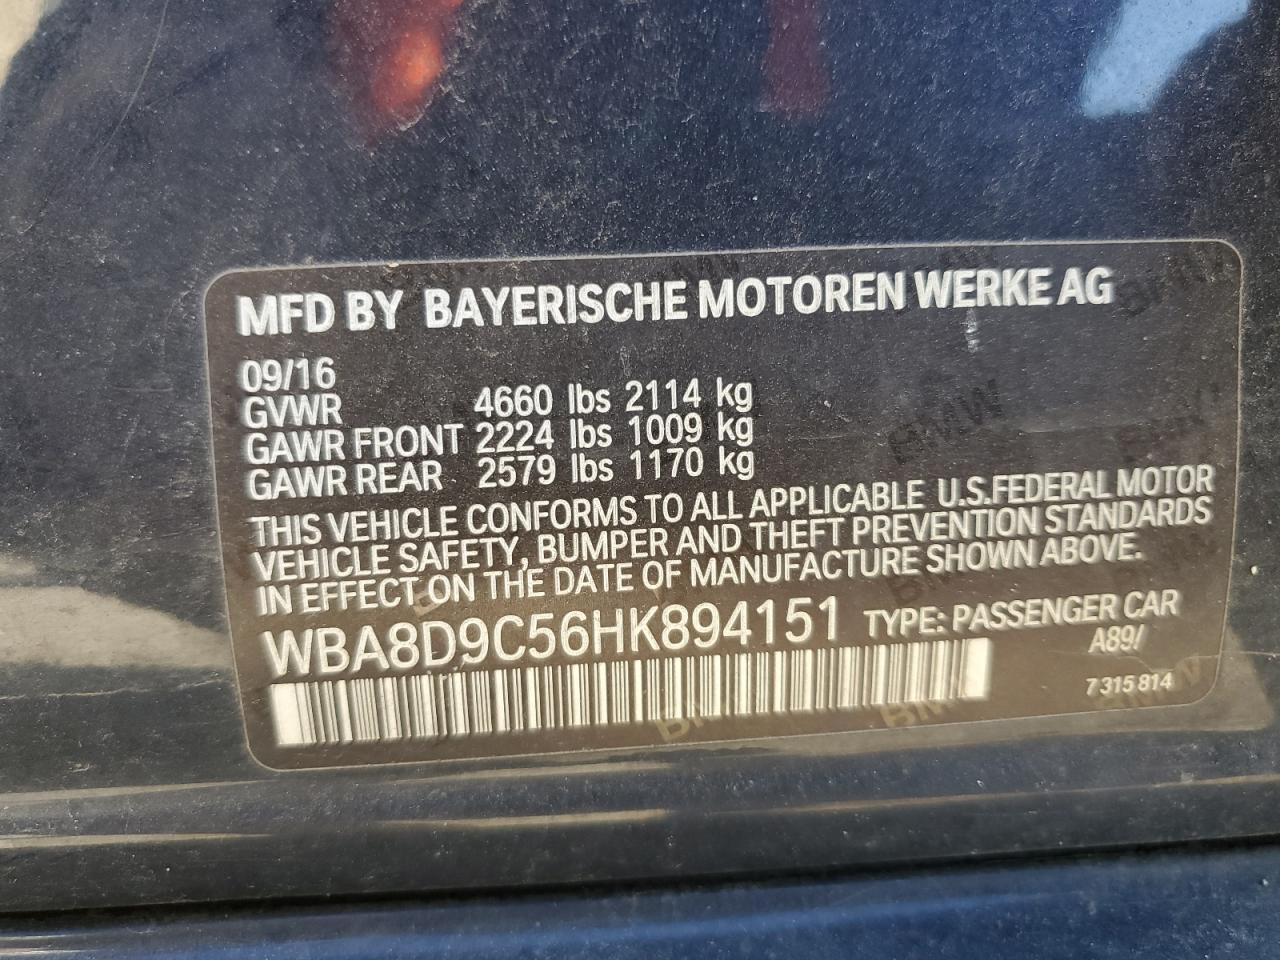 MFD BY BAYERISCHE MOTOREN WERKE AG
09/16
GVWR 4660 lbs 2114 kg
GAWR FRONT 2224 lbs 1009 kg
GAWR REAR 2579 lbs 1170 kg
THIS VEHICLE CONFORMS TO ALL APPLICABLE U.S.FEDERAL MOTOR
VEHICLE SAFETY, BUMPER AND THEFT PREVENTION STANDARDS
IN EFFECT ON THE DATE OF MANUFACTURE SHOWN ABOVE.
WBA8D9C56HK894151 TYPE: PASSENGER CAR
A89/
7 315 814